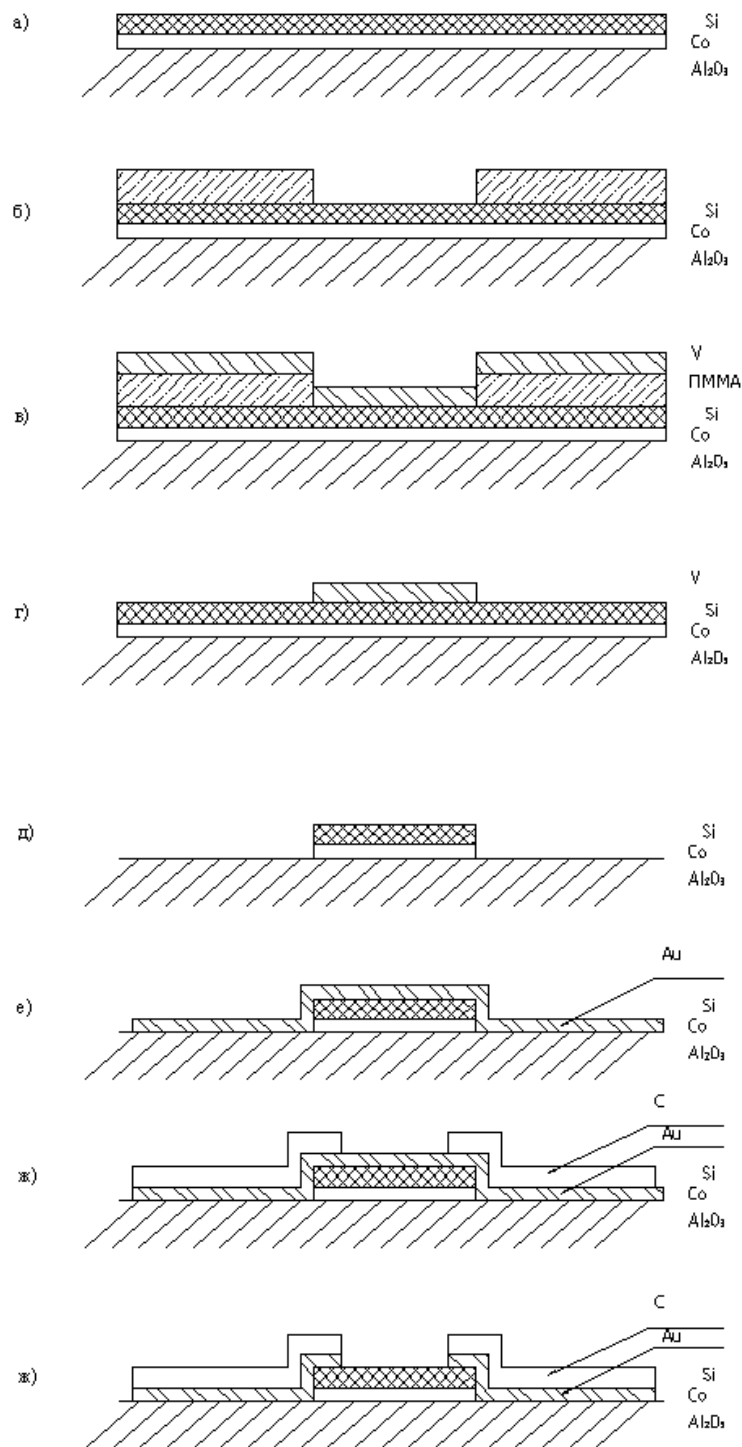 а)
Si
Co
Al₂O₃
б)
Si
Co
Al₂O₃
в)
V
ПММА
Si
Co
Al₂O₃
г)
V
Si
Co
Al₂O₃
д)
Si
Co
Al₂O₃
е)
Au
Si
Co
Al₂O₃
ж)
C
Au
Si
Co
Al₂O₃
ж)
C
Au
Si
Co
Al₂O₃